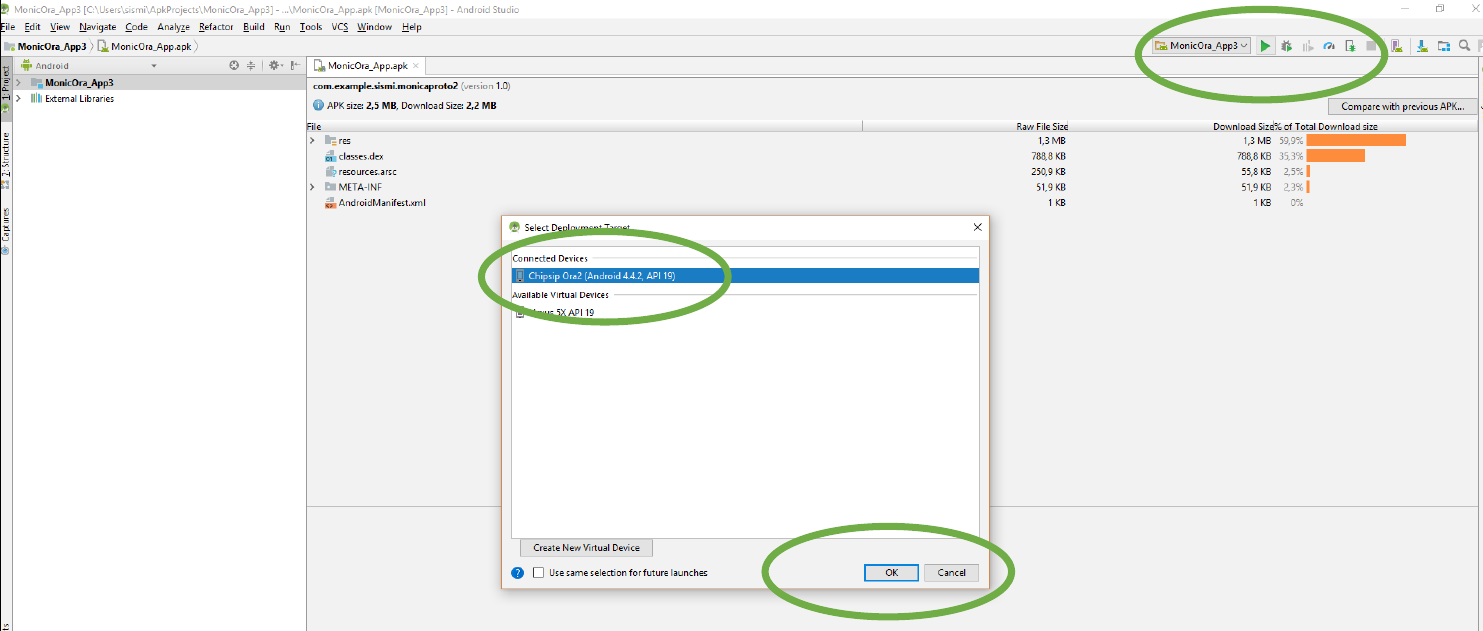 MonicOra_App3 [C:\Users\sismi\ApkProjects\MonicOra_App3] - ...\MonicOra_App.apk [MonicOra_App3] - Android Studio
File Edit View Navigate Code Analyze Refactor Build Run Tools VCS Window Help
MonicOra_App3 MonicOra_App.apk MonicOra_App3
Android MonicOra_App.apk
1: Project
MonicOra_App3
External Libraries
7: Structure
Captures
com.example.sismi.monicaproto2 (version 1.0)
APK size: 2,5 MB, Download Size: 2,2 MB
Compare with previous APK...
File Raw File Size Download Size % of Total Download size
res 1,3 MB 1,3 MB 59,9%
classes.dex 788,8 KB 788,8 KB 35,3%
resources.arsc 250,9 KB 55,8 KB 2,5%
META-INF 51,9 KB 51,9 KB 2,3%
AndroidManifest.xml 1 KB 1 KB 0%
Select Deployment Target
Connected Devices
Chipsip Ora2 (Android 4.4.2, API 19)
Available Virtual Devices
5X API 19
Create New Virtual Device
? Use same selection for future launches
OK Cancel